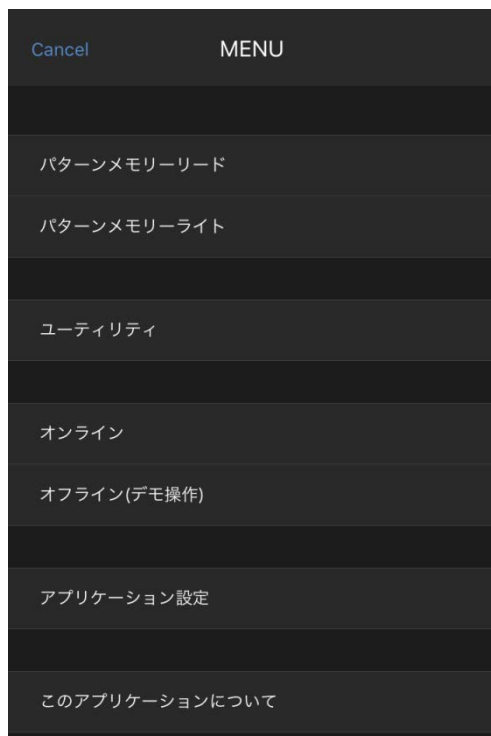 Cancel MENU
パターンメモリーリード
パターンメモリーライト
ユーティリティ
オンライン
オフライン(デモ操作)
アプリケーション設定
このアプリケーションについて